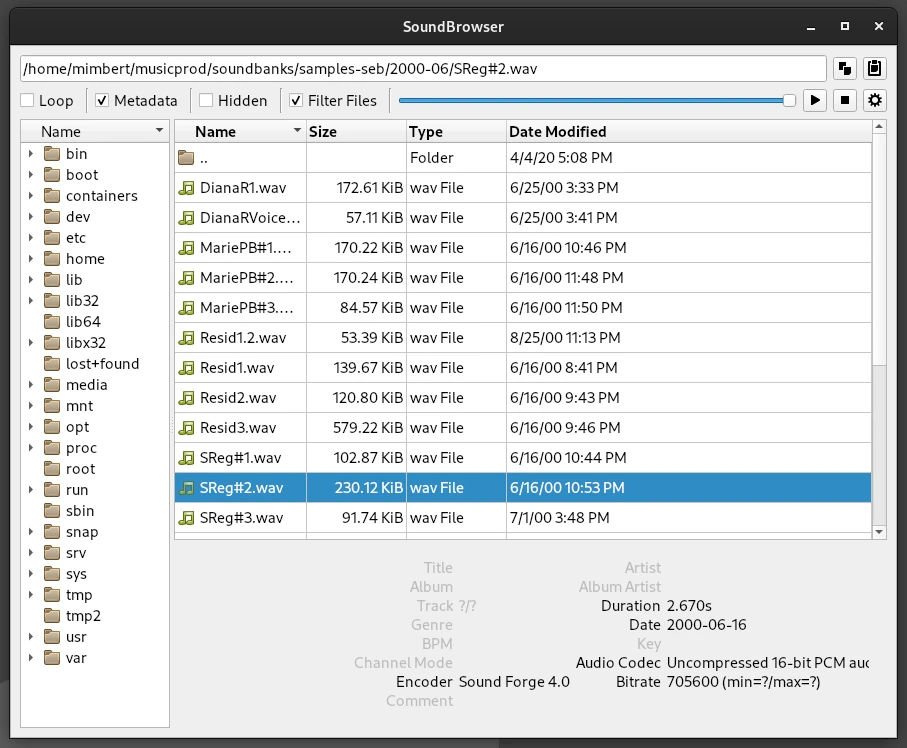 SoundBrowser
/home/mimbert/musicprod/soundbanks/samples-seb/2000-06/SReg#2.wav
Loop Metadata Hidden Filter Files
Name
bin
boot
containers
dev
etc
home
lib
lib32
lib64
libx32
lost+found
media
mnt
opt
proc
root
run
sbin
snap
srv
sys
tmp
tmp2
usr
var
Name Size Type Date Modified
.. Folder 4/4/20 5:08 PM
DianaR1.wav 172.61 KiB wav File 6/25/00 3:33 PM
DianaRVoice... 57.11 KiB wav File 6/25/00 3:41 PM
MariePB#1.... 170.22 KiB wav File 6/16/00 10:46 PM
MariePB#2.... 170.24 KiB wav File 6/16/00 11:48 PM
MariePB#3.... 84.57 KiB wav File 6/16/00 11:50 PM
Resid1.2.wav 53.39 KiB wav File 8/25/00 11:13 PM
Resid1.wav 139.67 KiB wav File 6/16/00 8:41 PM
Resid2.wav 120.80 KiB wav File 6/16/00 9:43 PM
Resid3.wav 579.22 KiB wav File 6/16/00 9:46 PM
SReg#1.wav 102.87 KiB wav File 6/16/00 10:44 PM
SReg#2.wav 230.12 KiB wav File 6/16/00 10:53 PM
SReg#3.wav 91.74 KiB wav File 7/1/00 3:48 PM
Title Artist
Album Album Artist
Track ?/? Duration 2.670s
Genre Date 2000-06-16
BPM Key
Channel Mode Audio Codec Uncompressed 16-bit PCM
Encoder Sound Forge 4.0 Bitrate 705600 (min=?/max=?)
Comment